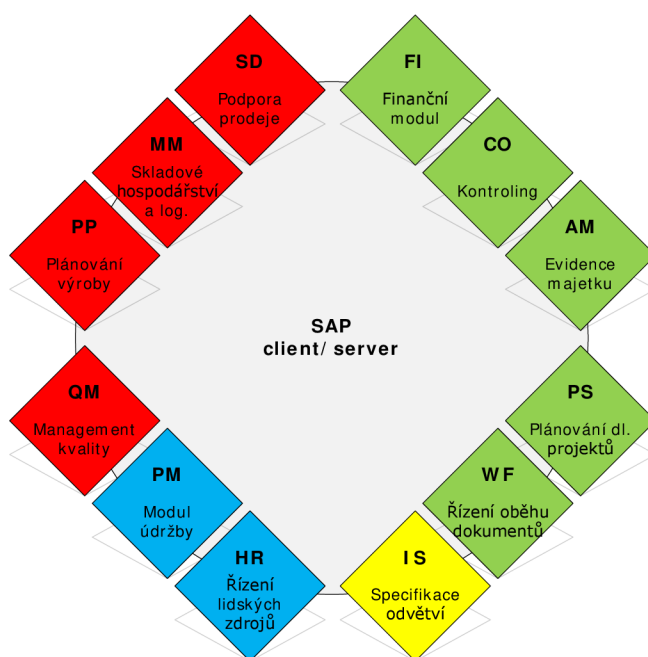 SD
Podpora
prodeje
FI
Finanční
modul
MM
Skladové
hospodářství
a log.
CO
Kontroling
PP
Plánování
výroby
AM
Evidence
majetku
SAP
client/ server
QM
Management
kvality
PS
Plánování dl.
projektů
PM
Modul
údržby
WF
Řízení oběhu
dokumentů
HR
Řízení
lidských
zdrojů
IS
Specifikace
odvětví